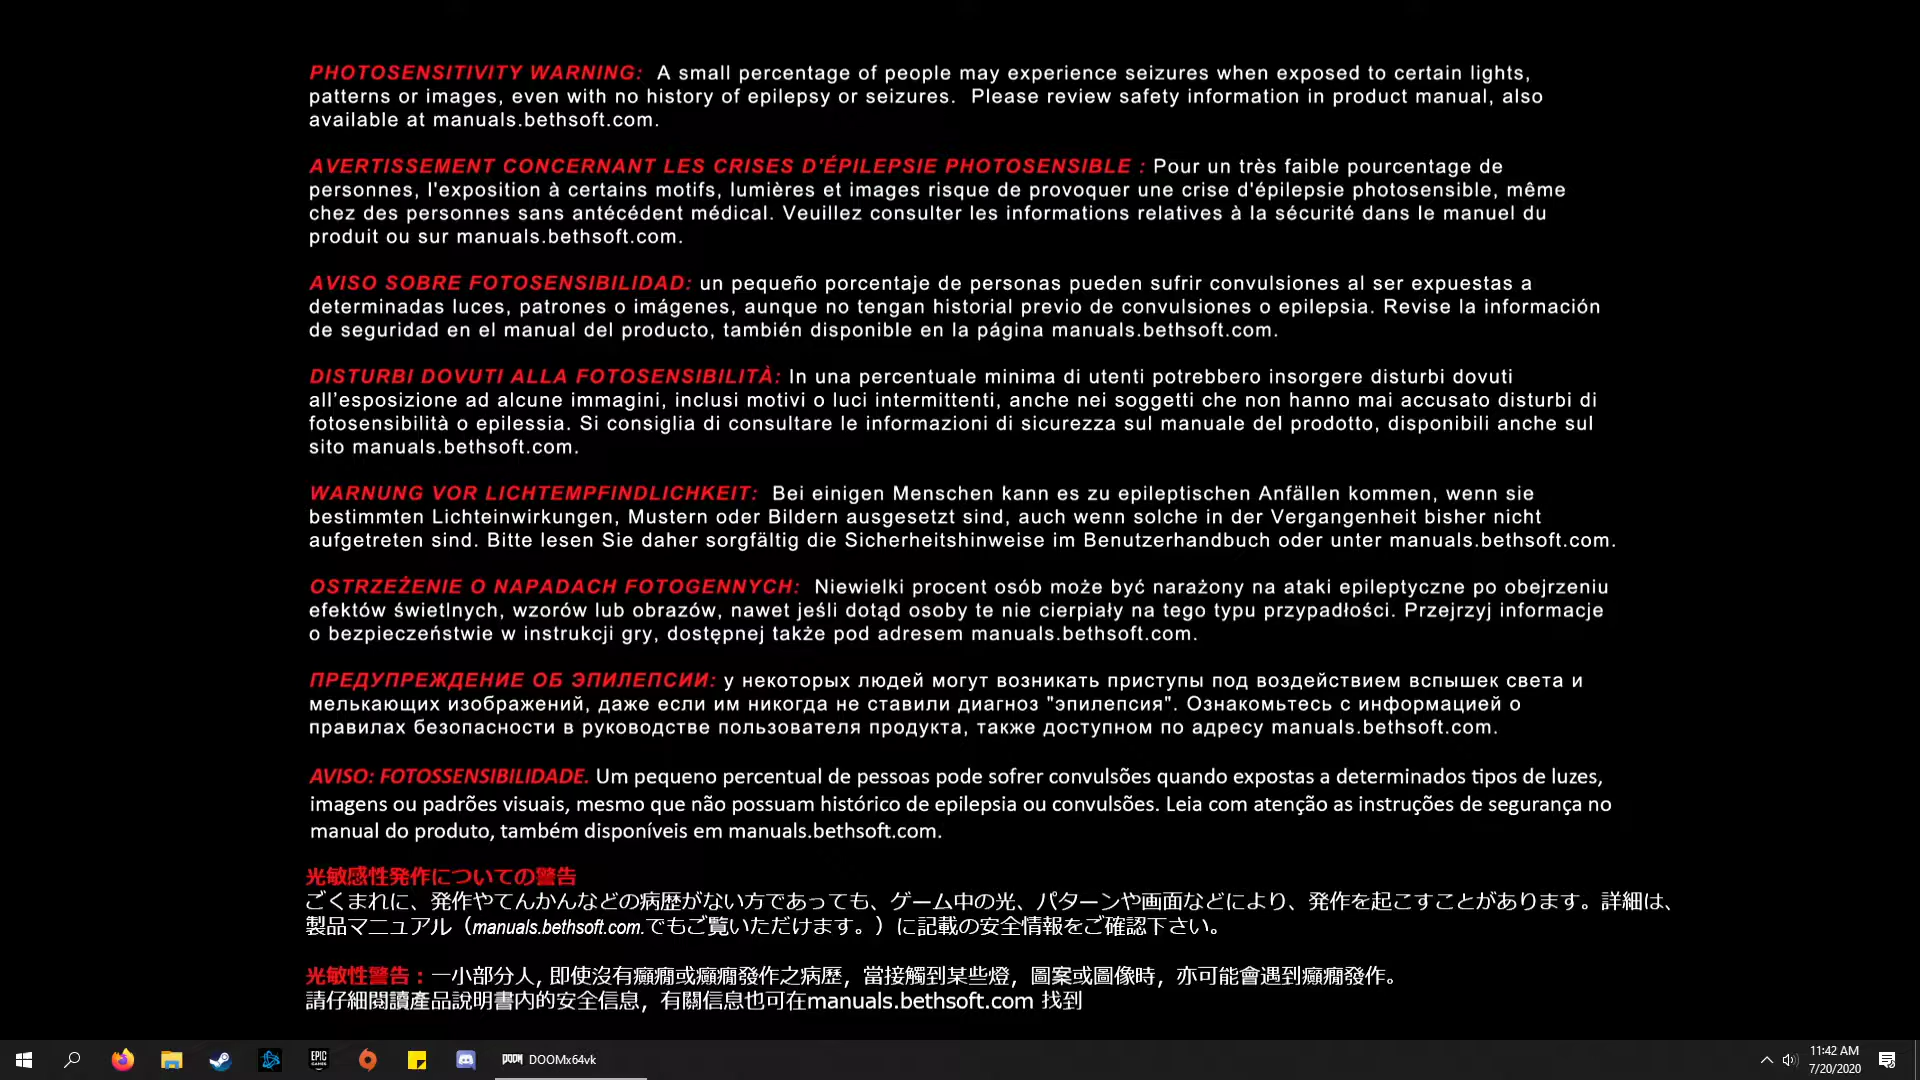 PHOTOSENSITIVITY WARNING: A small percentage of people may experience seizures when exposed to certain lights,
patterns or images, even with no history of epilepsy or seizures. Please review safety information in product manual, also
available at manuals.bethsoft.com.
AVERTISSEMENT CONCERNANT LES CRISES D'ÉPILEPSIE PHOTOSENSIBLE : Pour un très faible pourcentage de
personnes, l'exposition à certains motifs, lumières et images risque de provoquer une crise d'épilepsie photosensible, même
chez des personnes sans antécédent médical. Veuillez consulter les informations relatives à la sécurité dans le manuel du
produit ou sur manuals.bethsoft.com.
AVISO SOBRE FOTOSENSIBILIDAD: un pequeño porcentaje de personas pueden sufrir convulsiones al ser expuestas a
determinadas luces, patrones o imágenes, aunque no tengan historial previo de convulsiones o epilepsia. Revise la información
de seguridad en el manual del producto, también disponible en la página manuals.bethsoft.com.
DISTURBI DOVUTI ALLA FOTOSENSIBILITÀ: In una percentuale minima di utenti potrebbero insorgere disturbi dovuti
all’esposizione ad alcune immagini, inclusi motivi o luci intermittenti, anche nei soggetti che non hanno mai accusato disturbi di
fotosensibilità o epilessia. Si consiglia di consultare le informazioni di sicurezza sul manuale del prodotto, disponibili anche sul
sito manuals.bethsoft.com.
WARNUNG VOR LICHTEMPFINDLICHKEIT: Bei einigen Menschen kann es zu epileptischen Anfällen kommen, wenn sie
bestimmten Lichteinwirkungen, Mustern oder Bildern ausgesetzt sind, auch wenn solche in der Vergangenheit bisher nicht
aufgetreten sind. Bitte lesen Sie daher sorgfältig die Sicherheitshinweise im Benutzerhandbuch oder unter manuals.bethsoft.com.
OSTRZEŻENIE O NAPADACH FOTOGENNYCH: Niewielki procent osób może być narażony na ataki epileptyczne po obejrzeniu
efektów świetlnych, wzorów lub obrazów, nawet jeśli dotąd osoby te nie cierpiały na tego typu przypadłości. Przejrzyj informacje
o bezpieczeństwie w instrukcji gry, dostępnej także pod adresem manuals.bethsoft.com.
ПРЕДУПРЕЖДЕНИЕ ОБ ЭПИЛЕПСИИ: у некоторых людей могут возникать приступы под воздействием вспышек света и
мелькающих изображений, даже если им никогда не ставили диагноз "эпилепсия". Ознакомьтесь с информацией о
правилах безопасности в руководстве пользователя продукта, также доступном по адресу manuals.bethsoft.com.
AVISO: FOTOSSENSIBILIDADE. Um pequeno percentual de pessoas pode sofrer convulsões quando expostas a determinados tipos de luzes,
imagens ou padrões visuais, mesmo que não possuam histórico de epilepsia ou convulsões. Leia com atenção as instruções de segurança no
manual do produto, também disponíveis em manuals.bethsoft.com.
光敏感性発作についての警告
ごくまれに、発作やてんかんなどの病歴がない方であっても、ゲーム中の光、パターンや画面などにより、発作を起こすことがあります。詳細は、
製品マニュアル（manuals.bethsoft.com.でもご覧いただけます。）に記載の安全情報をご確認下さい。
光敏性警告：一小部分人, 即使沒有癲癇或癲癇發作之病歷，當接觸到某些燈，圖案或圖像時，亦可能會遇到癲癇發作。
請仔細閱讀產品說明書內的安全信息，有關信息也可在manuals.bethsoft.com 找到
EPIC GAMES
DOOM DOOMx64vk
11:42 AM
7/20/2020